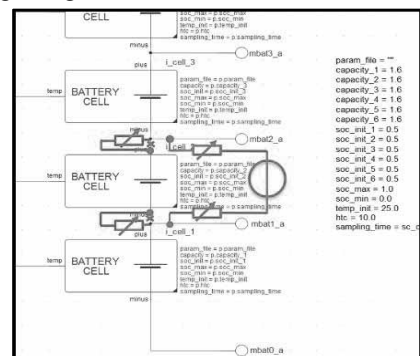 CELL
soc_max = p.soc_max
soc_min = p.soc_min
temp_init = p.temp_init
htc = p.htc
sampling_time = p.sampling_time
minus
mbat3_a
plus
i_cell_3
temp
BATTERY
CELL
param_file = p.param_file
capacity = p.capacity_3
soc_init = p.soc_init_3
soc_max = p.soc_max
soc_min = p.soc_min
temp_init = p.temp_init
htc = p.htc
sampling_time = p.sampling_time
minus
mbat2_a
plus
temp
BATTERY
CELL
param_file = p.param_file
capacity = p.capacity_2
soc_init = p.soc_init_2
soc_max = p.soc_max
soc_min = p.soc_min
temp_init = p.temp_init
htc = p.htc
mbat1_a
plus
i_cell_1
temp
BATTERY
CELL
param_file = p.param_file
capacity = p.capacity_1
soc_init = p.soc_init_1
soc_max = p.soc_max
soc_min = p.soc_min
temp_init = p.temp_init
htc = p.htc
sampling_time = p.sampling_time
minus
mbat0_a
param_file = ""
capacity_1 = 1.6
capacity_2 = 1.6
capacity_3 = 1.6
capacity_4 = 1.6
capacity_5 = 1.6
capacity_6 = 1.6
soc_init_1 = 0.5
soc_init_2 = 0.5
soc_init_3 = 0.5
soc_init_4 = 0.5
soc_init_5 = 0.5
soc_init_6 = 0.5
soc_max = 1.0
soc_min = 0.0
temp_init = 25.0
htc = 10.0
sampling_time = sc_c